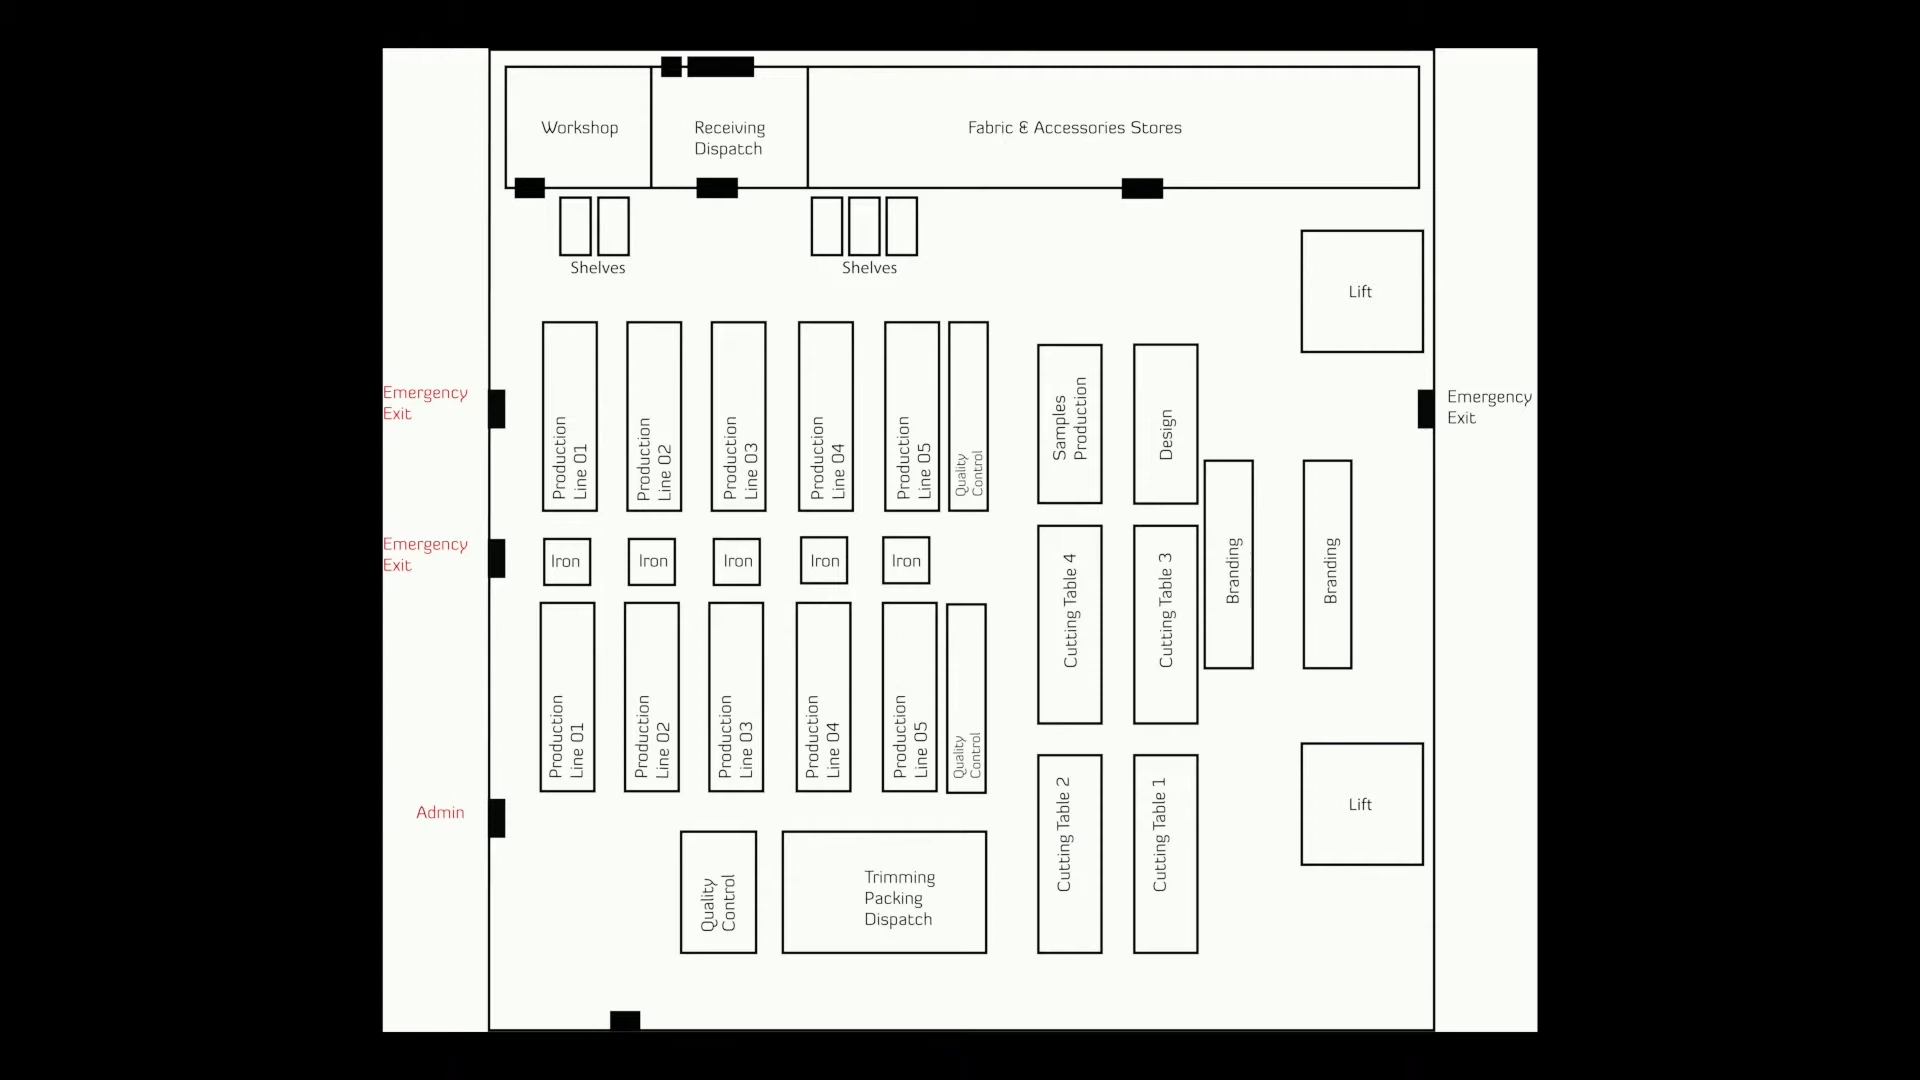 Workshop
Receiving
Dispatch
Fabric & Accessories Stores
Shelves
Shelves
Lift
Emergency
Exit
Emergency
Exit
Production
Line 01
Production
Line 02
Production
Line 03
Production
Line 04
Production
Line 05
Quality
Control
Samples
Production
Design
Emergency
Exit
Iron
Iron
Iron
Iron
Iron
Cutting Table 4
Cutting Table 3
Branding
Branding
Production
Line 01
Production
Line 02
Production
Line 03
Production
Line 04
Production
Line 05
Quality
Control
Admin
Lift
Cutting Table 2
Cutting Table 1
Quality
Control
Trimming
Packing
Dispatch